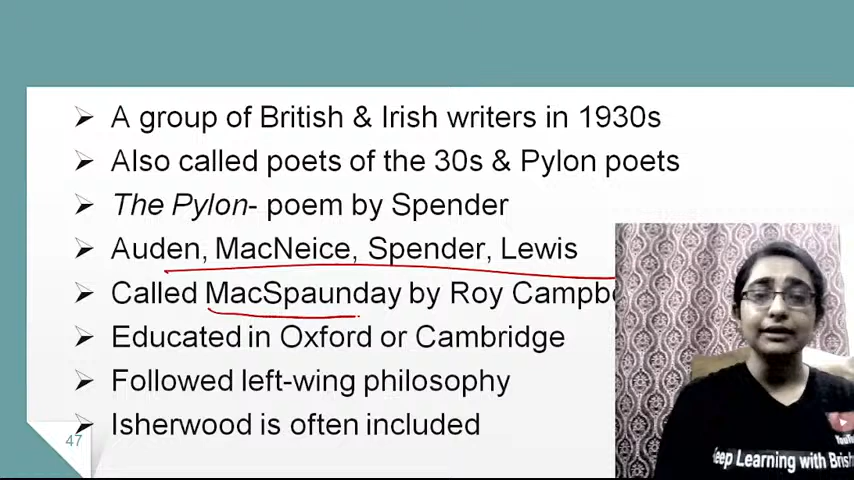 A group of British & Irish writers in 1930s
Also called poets of the 30s & Pylon poets
The Pylon- poem by Spender
Auden, MacNeice, Spender, Lewis
Called MacSpaunday by Roy
Educated in Oxford or Cambridge
Followed left-wing philosophy
Isherwood is often included
47
Learning with